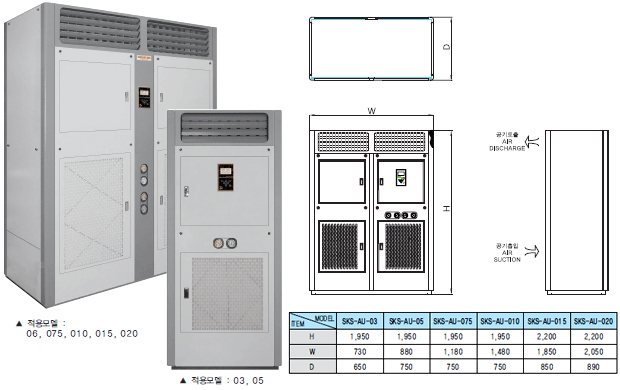 D
W
H
공기토출
AIR
DISCHARGE
공기흡입
AIR
SUCTION
▲ 적용모델 :
06, 075, 010, 015, 020
▲ 적용모델 : 03, 05
ITEM MODEL SKS-AU-03 SKS-AU-05 SKS-AU-075 SKS-AU-010 SKS-AU-015 SKS-AU-020
H 1,950 1,950 1,950 1,950 2,200 2,200
W 730 880 1,180 1,480 1,850 2,050
D 650 750 750 750 850 890